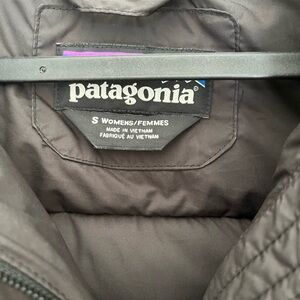 patagonia®
S WOMENS/FEMMES
MADE IN VIETNAM
FABRIQUÉ AU VIETNAM